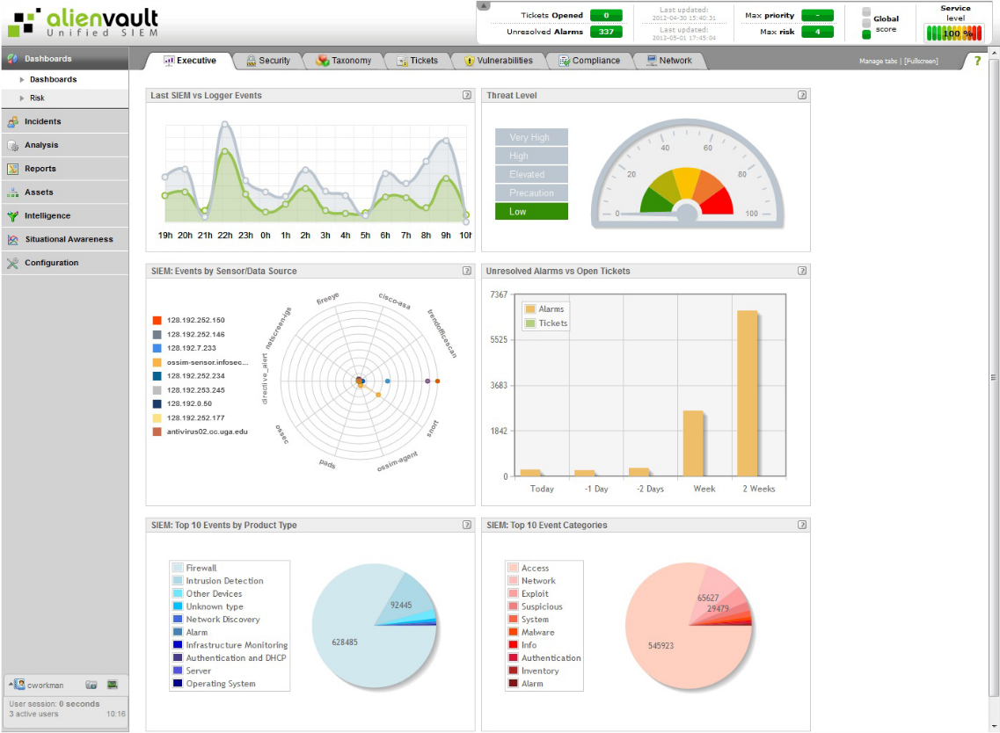 alienvault
Unified SIEM
Tickets Opened 0
Unresolved Alarms 337
Last updated:
2012-04-30 15:40:31
Last updated:
2012-05-01 17:45:04
Max priority -
Max risk 4
Global
score
Service
level
100 %
Dashboards
Dashboards
Risk
Incidents
Analysis
Reports
Assets
Intelligence
Situational Awareness
Configuration
Executive
Security
Taxonomy
Tickets
Vulnerabilities
Compliance
Network
Manage tabs | [Fullscreen]
?
Last SIEM vs Logger Events ?
19h 20h 21h 22h 23h 0h 1h 2h 3h 4h 5h 6h 7h 8h 9h 10h
Threat Level ?
Very High
High
Elevated
Precaution
Low
0 20 40 60 80 100
SIEM: Events by Sensor/Data Source ?
128.192.252.150
128.192.252.146
128.192.7.233
ossim-sensor.infosec...
128.192.252.234
128.192.253.245
128.192.0.50
128.192.252.177
antivirus02.cc.uga.edu
fireeye
cisco-asa
trendofficescan
snort
ossim-agent
pads
ossec
directive_alert
netscreen-igs
Unresolved Alarms vs Open Tickets ?
Alarms
Tickets
7367
5525
3683
1842
0
Today -1 Day -2 Days Week 2 Weeks
SIEM: Top 10 Events by Product Type ?
Firewall
Intrusion Detection
Other Devices
Unknown type
Network Discovery
Alarm
Infrastructure Monitoring
Authentication and DHCP
Server
Operating System
92445
628485
SIEM: Top 10 Event Categories ?
Access
Network
Exploit
Suspicious
System
Malware
Info
Authentication
Inventory
Alarm
65627
29479
545923
cworkman
User session: 0 seconds
3 active users 10:16